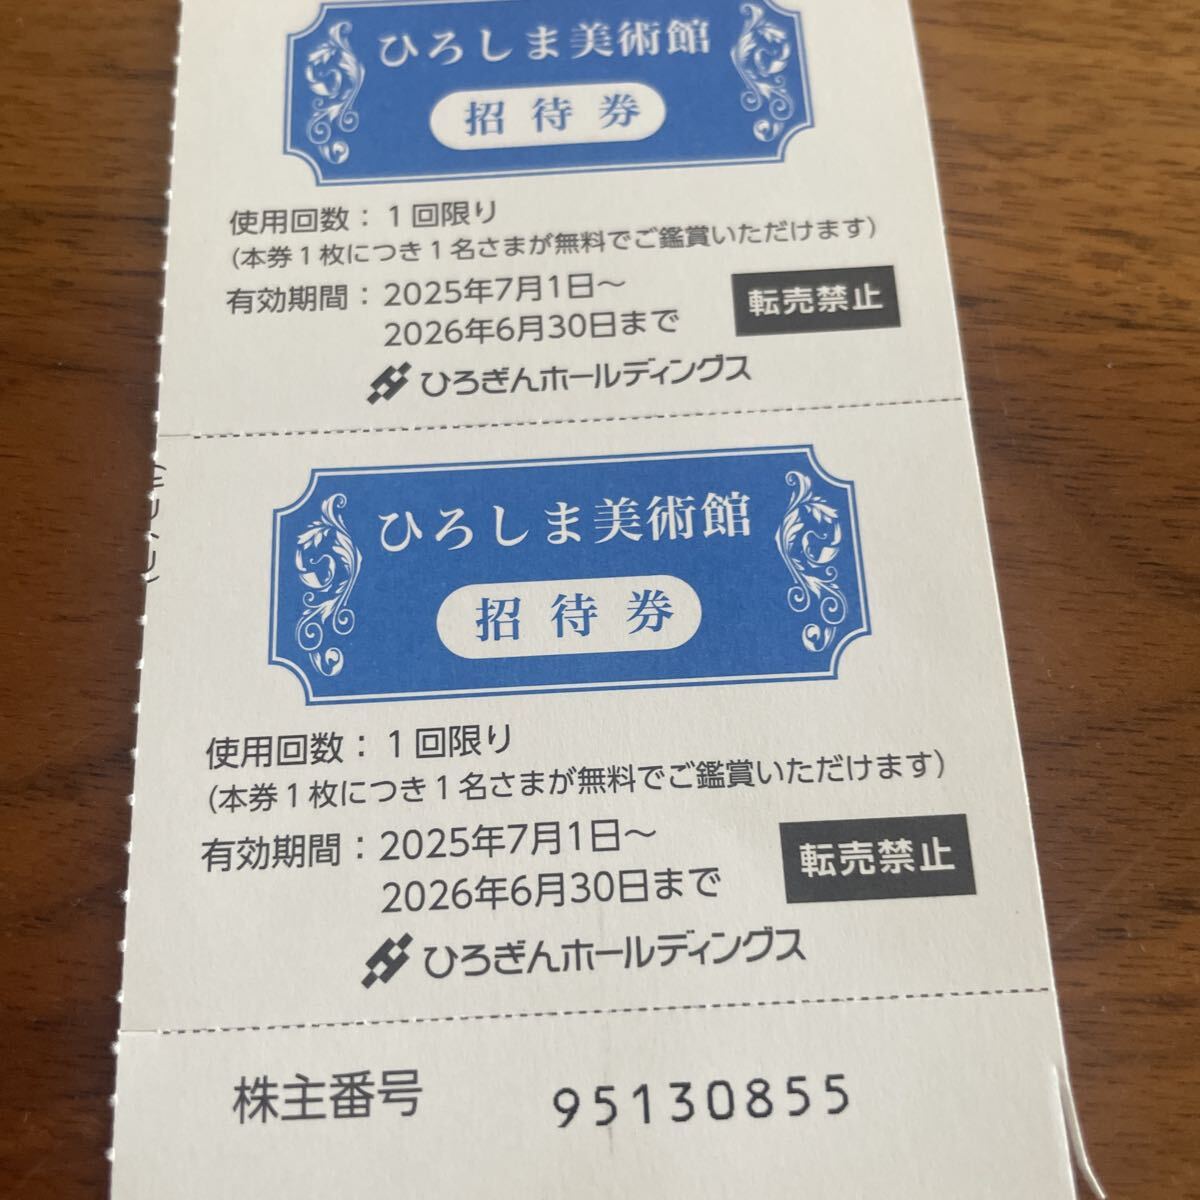 ひろしま美術館
招待券
使用回数：１回限り
（本券１枚につき１名さまが無料でご鑑賞いただけます）
有効期間：2025年7月1日～
2026年6月30日まで
転売禁止
ひろぎんホールディングス
ひろしま美術館
招待券
使用回数：１回限り
（本券１枚につき１名さまが無料でご鑑賞いただけます）
有効期間：2025年7月1日～
2026年6月30日まで
転売禁止
ひろぎんホールディングス
株主番号 95130855